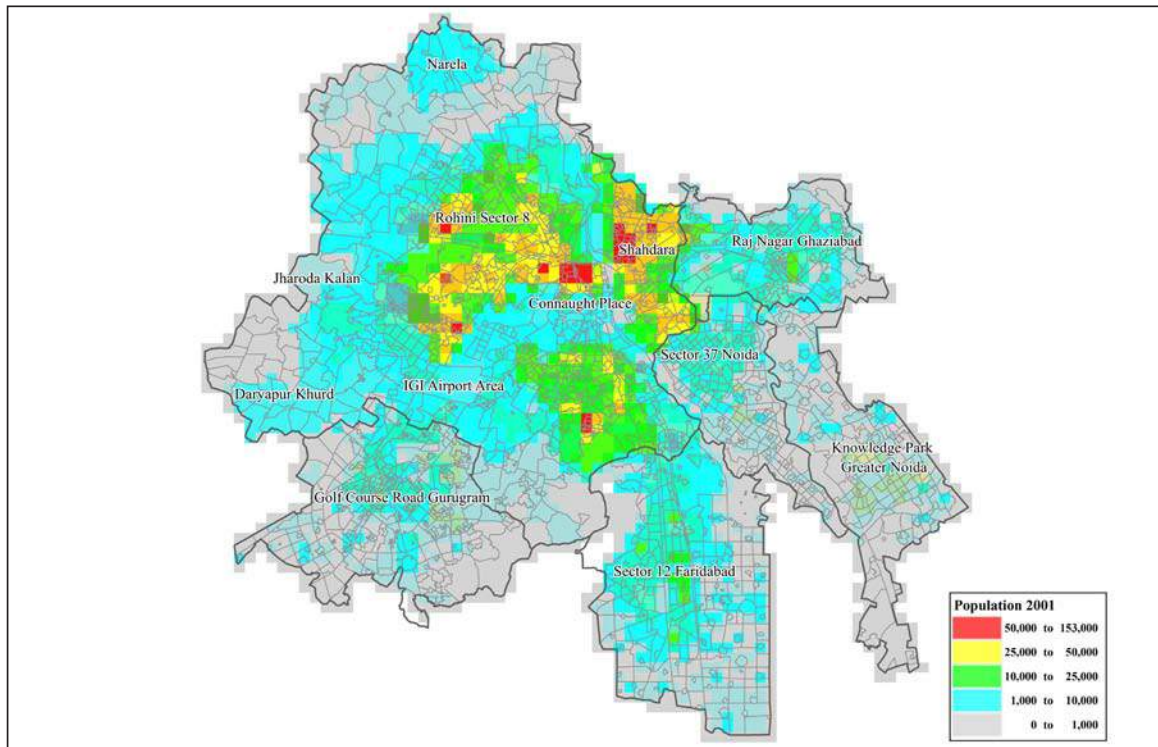 Narela
Rohini Sector 8
Shahdara
Raj Nagar Ghaziabad
Jharoda Kalan
Connaught Place
Sector 37 Noida
Daryapur Khurd
IGI Airport Area
Knowledge Park
Greater Noida
Golf Course Road Gurugram
Sector 12 Faridabad
Population 2001
50,000 to 153,000
25,000 to 50,000
10,000 to 25,000
1,000 to 10,000
0 to 1,000